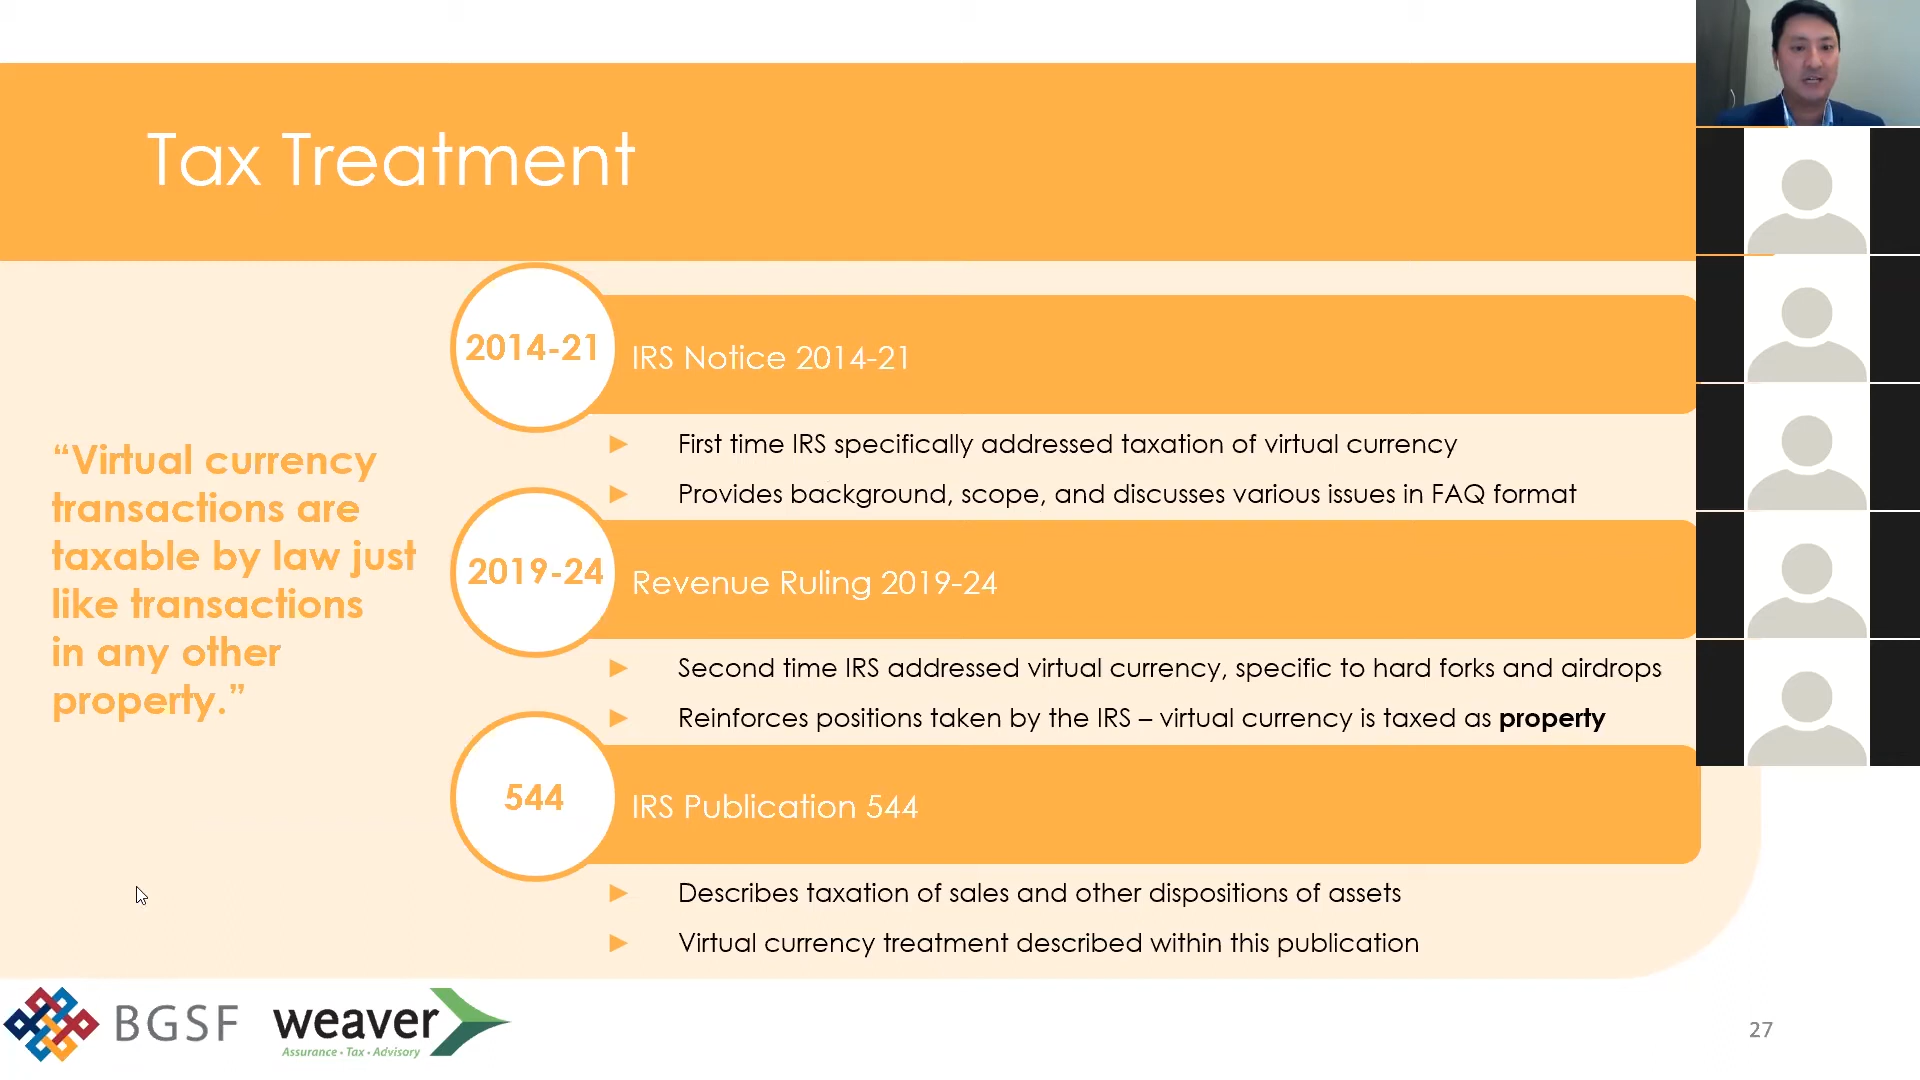 Tax Treatment
“Virtual currency
transactions are
taxable by law just
like transactions
in any other
property.”
2014-21
IRS Notice 2014-21
First time IRS specifically addressed taxation of virtual currency
Provides background, scope, and discusses various issues in FAQ format
2019-24
Revenue Ruling 2019-24
Second time IRS addressed virtual currency, specific to hard forks and airdrops
Reinforces positions taken by the IRS – virtual currency is taxed as property
544
IRS Publication 544
Describes taxation of sales and other dispositions of assets
Virtual currency treatment described within this publication
BGSF
weaver
Assurance • Tax • Advisory
27